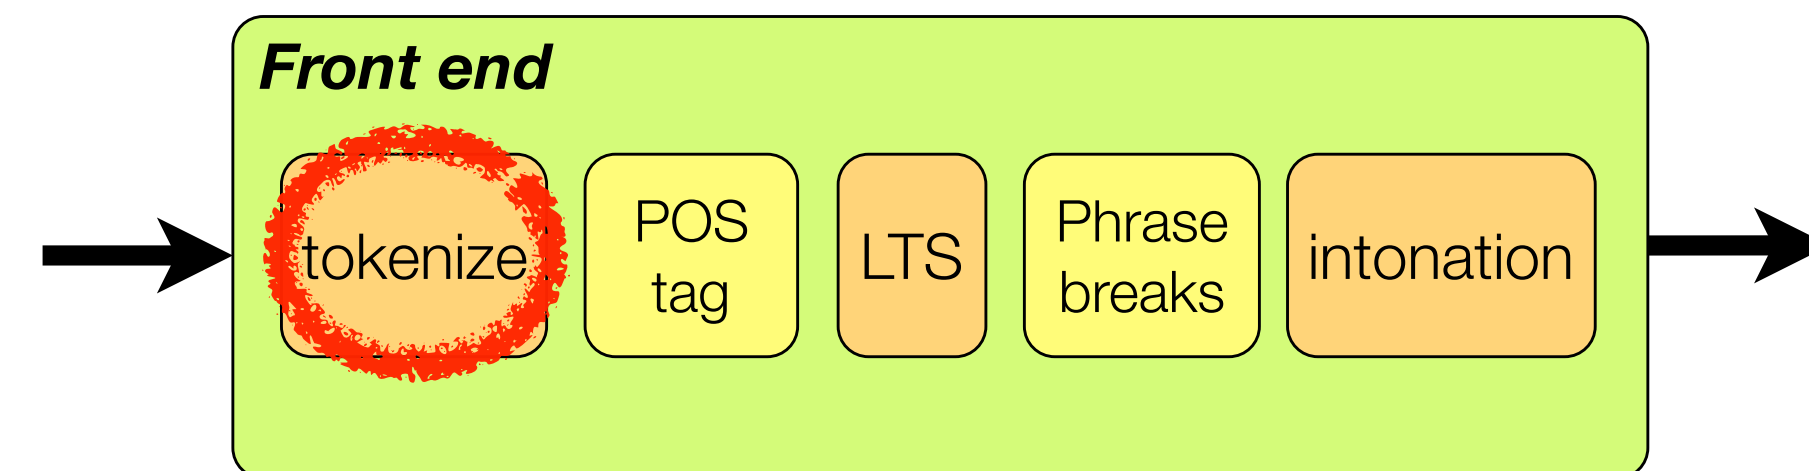 Front end
tokenize
POS
tag
LTS
Phrase
breaks
intonation